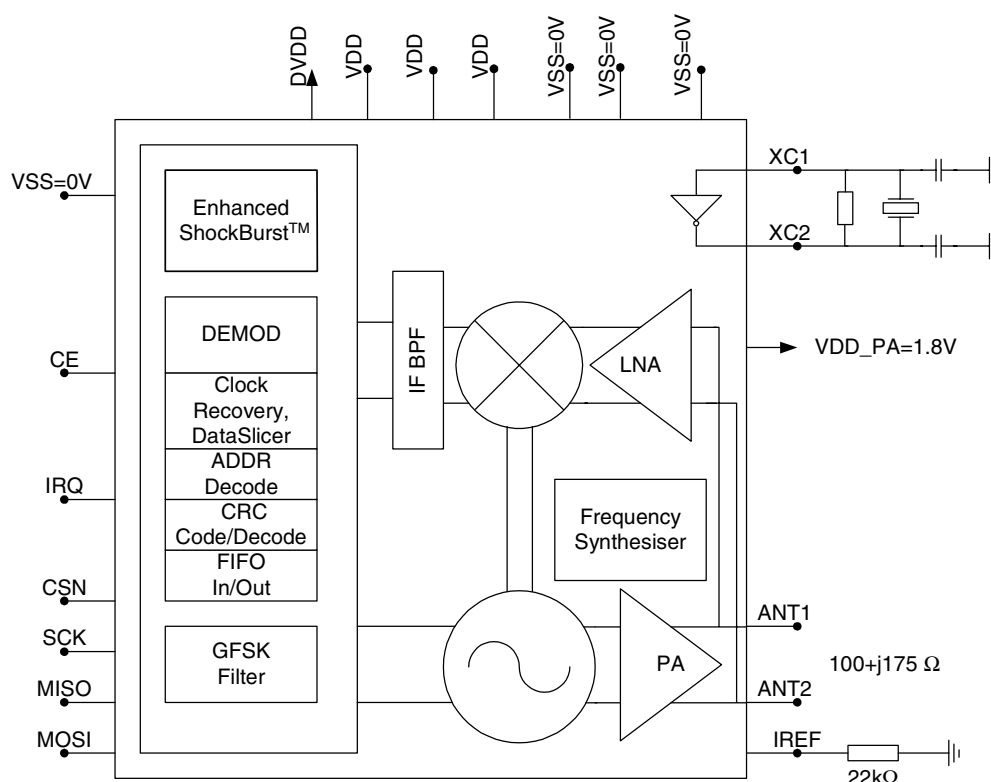 DVDD
VDD
VDD
VDD
VSS=0V
VSS=0V
VSS=0V
XC1
VSS=0V
Enhanced
ShockBurst™
XC2
DEMOD
IF BPF
LNA
VDD_PA=1.8V
CE
Clock
Recovery,
DataSlicer
ADDR
Decode
IRQ
CRC
Code/Decode
Frequency
Synthesiser
FIFO
In/Out
CSN
ANT1
SCK
GFSK
Filter
PA
100+j175 Ω
MISO
ANT2
MOSI
IREF
22kΩ